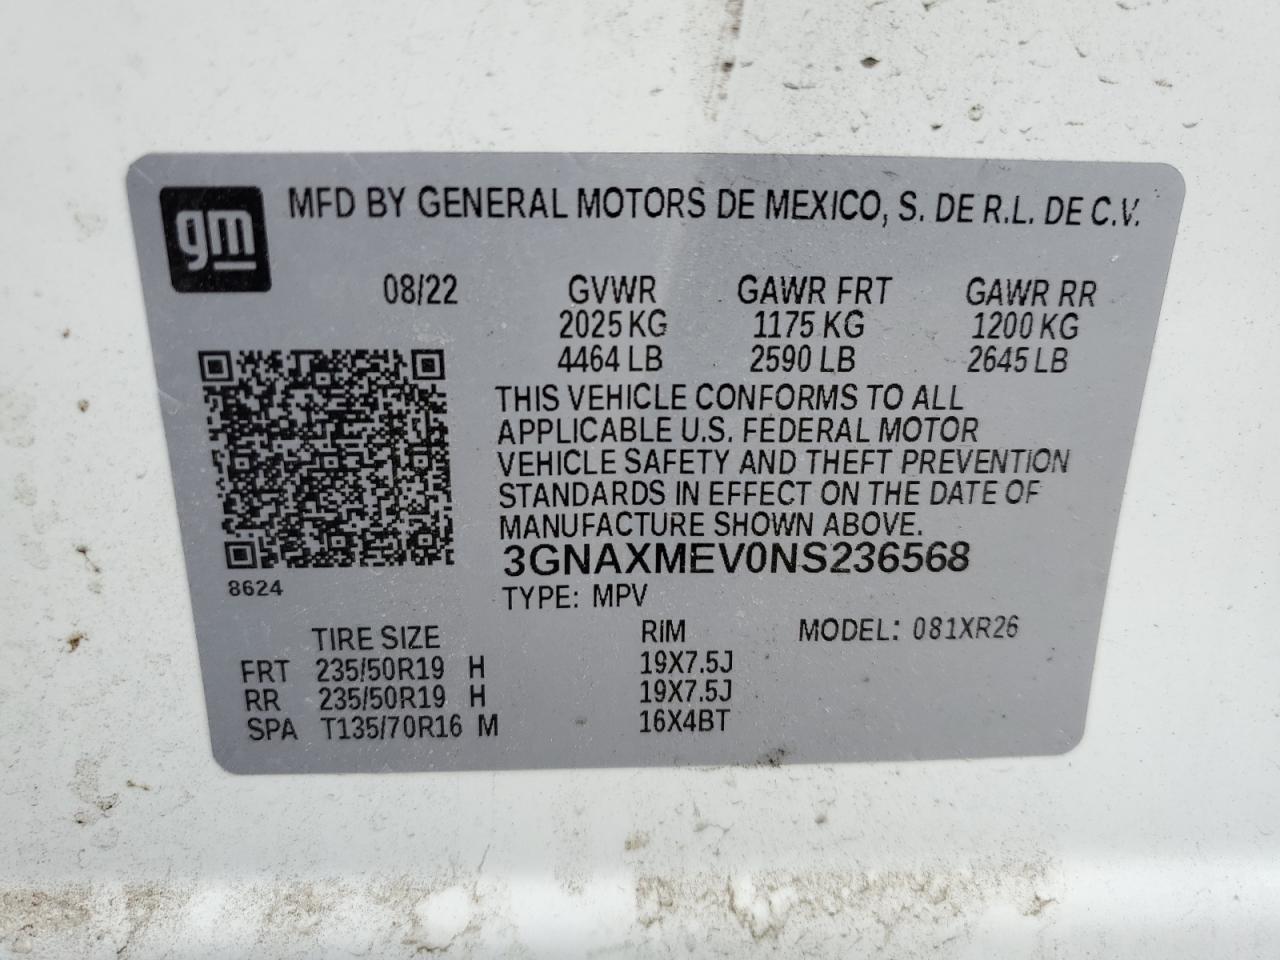 gm
MFD BY GENERAL MOTORS DE MEXICO, S. DE R.L. DE C.V.
08/22 GVWR GAWR FRT GAWR RR
2025 KG 1175 KG 1200 KG
4464 LB 2590 LB 2645 LB
THIS VEHICLE CONFORMS TO ALL
APPLICABLE U.S. FEDERAL MOTOR
VEHICLE SAFETY AND THEFT PREVENTION
STANDARDS IN EFFECT ON THE DATE OF
MANUFACTURE SHOWN ABOVE.
3GNAXMEV0NS236568
8624
TYPE: MPV
TIRE SIZE RIM MODEL: 081XR26
FRT 235/50R19 H 19X7.5J
RR 235/50R19 H 19X7.5J
SPA T135/70R16 M 16X4BT